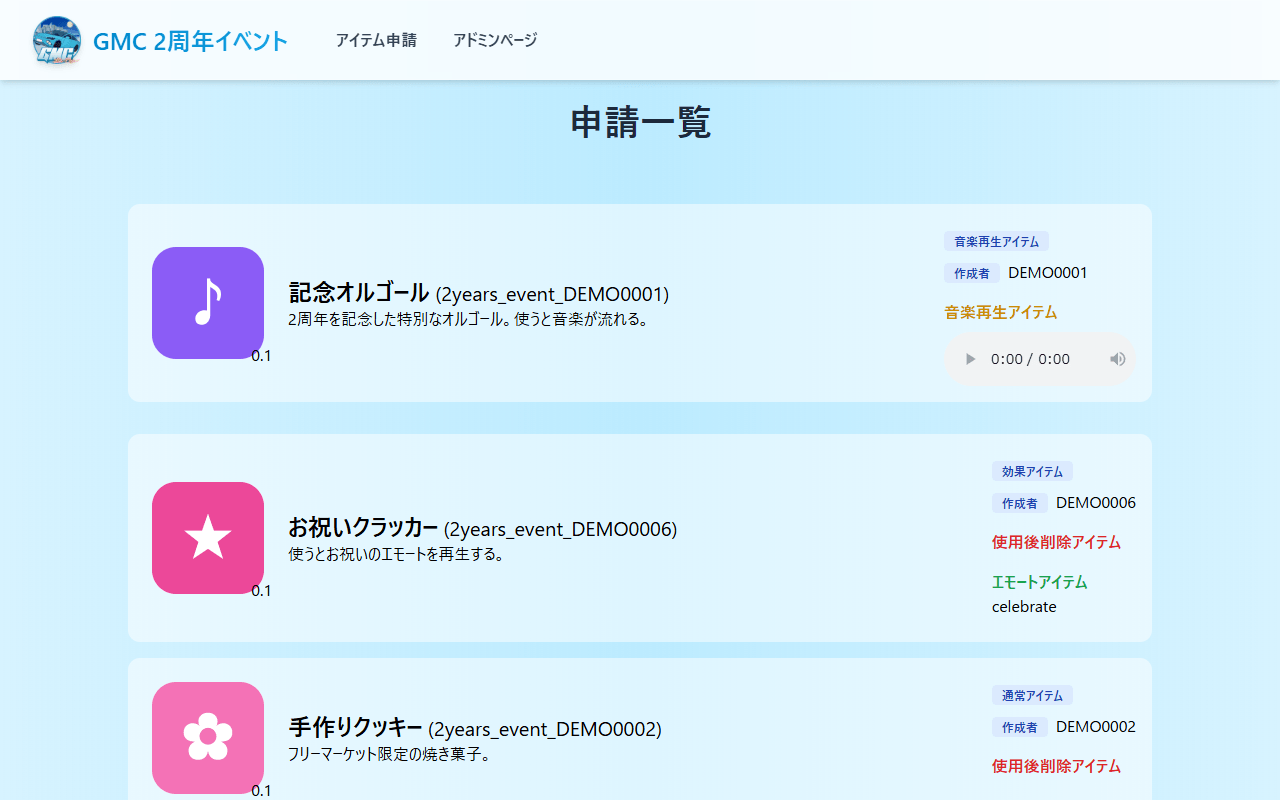 GMC
GMC 2周年イベント
アイテム申請
アドミンページ
申請一覧
0.1
記念オルゴール (2years_event_DEMO0001)
2周年を記念した特別なオルゴール。使うと音楽が流れる。
音楽再生アイテム
作成者 DEMO0001
音楽再生アイテム
0:00 / 0:00
0.1
お祝いクラッカー (2years_event_DEMO0006)
使うとお祝いのエモートを再生する。
効果アイテム
作成者 DEMO0006
使用後削除アイテム
エモートアイテム
celebrate
0.1
手作りクッキー (2years_event_DEMO0002)
フリーマーケット限定の焼き菓子。
通常アイテム
作成者 DEMO0002
使用後削除アイテム